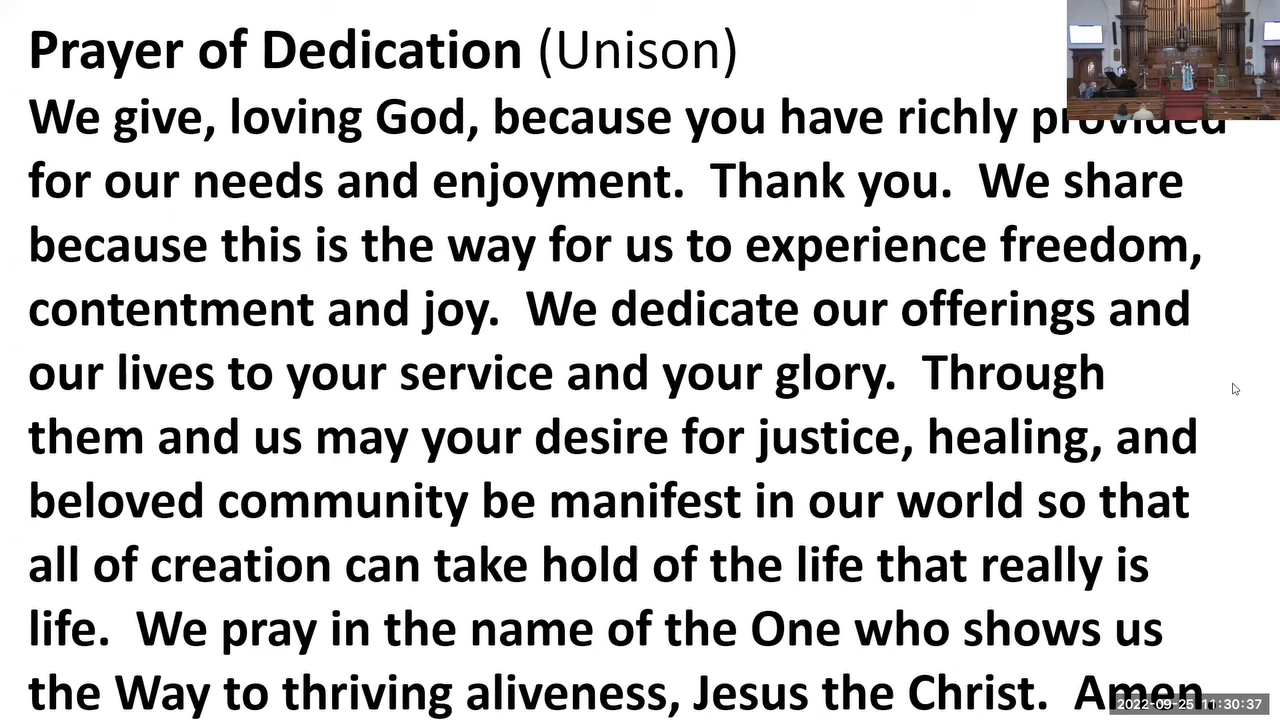 Prayer of Dedication (Unison)
We give, loving God, because you have richly provided
for our needs and enjoyment.  Thank you.  We share
because this is the way for us to experience freedom,
contentment and joy.  We dedicate our offerings and
our lives to your service and your glory.  Through
them and us may your desire for justice, healing, and
beloved community be manifest in our world so that
all of creation can take hold of the life that really is
life.  We pray in the name of the One who shows us
the Way to thriving aliveness, Jesus the Christ.  Amen
2022-09-25 11:30:37